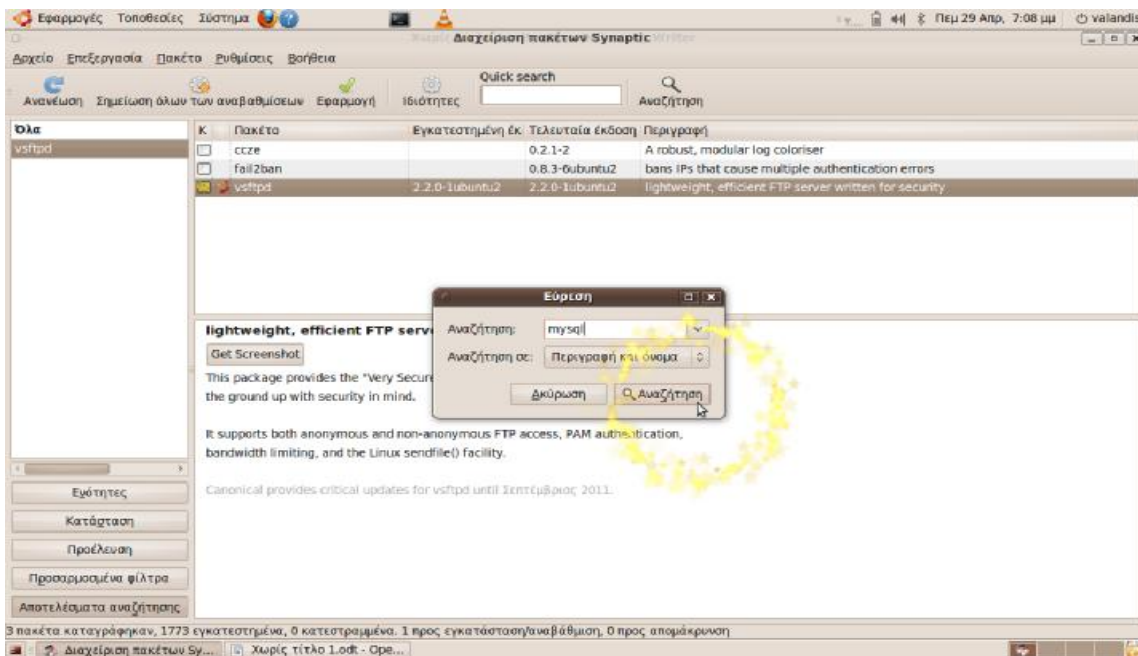 Εφαρμογές Τοποθεσίες Σύστημα Πεμ 29 Απρ, 7:08 μμ valandis
Διαχείριση πακέτων Synaptic
Αρχείο Επεξεργασία Πακέτο Ρυθμίσεις Βοήθεια
Quick search
Ανανέωση Σημείωση όλων των αναβαθμίσεων Εφαρμογή Ιδιότητες Αναζήτηση
Όλα
vsftpd
Κ Πακέτο Εγκατεστημένη έκ Τελευταία έκδοση Περιγραφή
ccze 0.2.1-2 A robust, modular log coloriser
fail2ban 0.8.3-6ubuntu2 bans IPs that cause multiple authentication errors
vsftpd 2.2.0-1ubuntu2 2.2.0-1ubuntu2 lightweight, efficient FTP server written for security
Εύρεση
Αναζήτηση: mysql
Αναζήτηση σε: Περιγραφή και όνομα
Ακύρωση Αναζήτηση
lightweight, efficient FTP serv
Get Screenshot
This package provides the "Very Secure
the ground up with security in mind.
It supports both anonymous and non-anonymous FTP access, PAM authentication,
bandwidth limiting, and the Linux sendfile() facility.
Canonical provides critical updates for vsftpd until Σεπτέμβριος 2011.
Ενότητες
Κατάσταση
Προέλευση
Προσαρμοσμένα φίλτρα
Αποτελέσματα αναζήτησης
3 πακέτα καταγράφηκαν, 1773 εγκατεστημένα, 0 κατεστραμμένα. 1 προς εγκατάσταση/αναβάθμιση, 0 προς απομάκρυνση
Διαχείριση πακέτων Sy... Χωρίς τίτλο 1.odt - Ope...